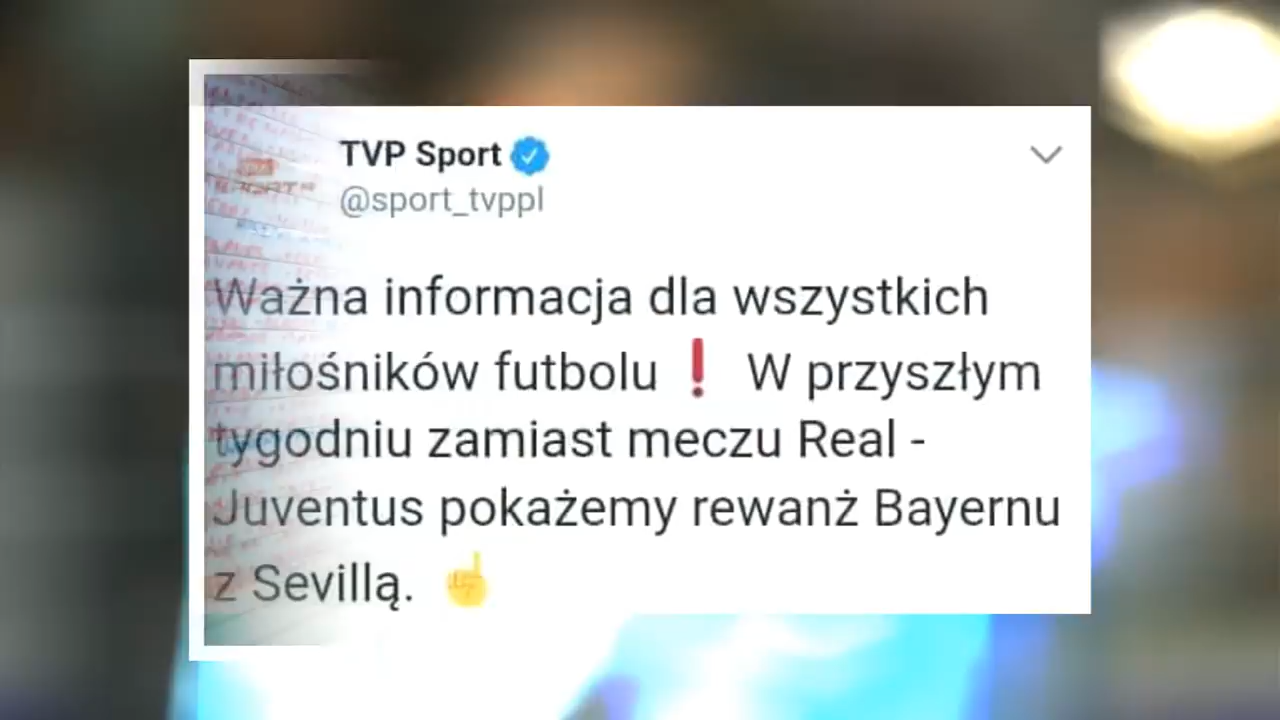 TVP Sport
@sport_tvppl
Ważna informacja dla wszystkich
miłośników futbolu ❗ W przyszłym
tygodniu zamiast meczu Real -
Juventus pokażemy rewanż Bayernu
z Sevillą. ☝